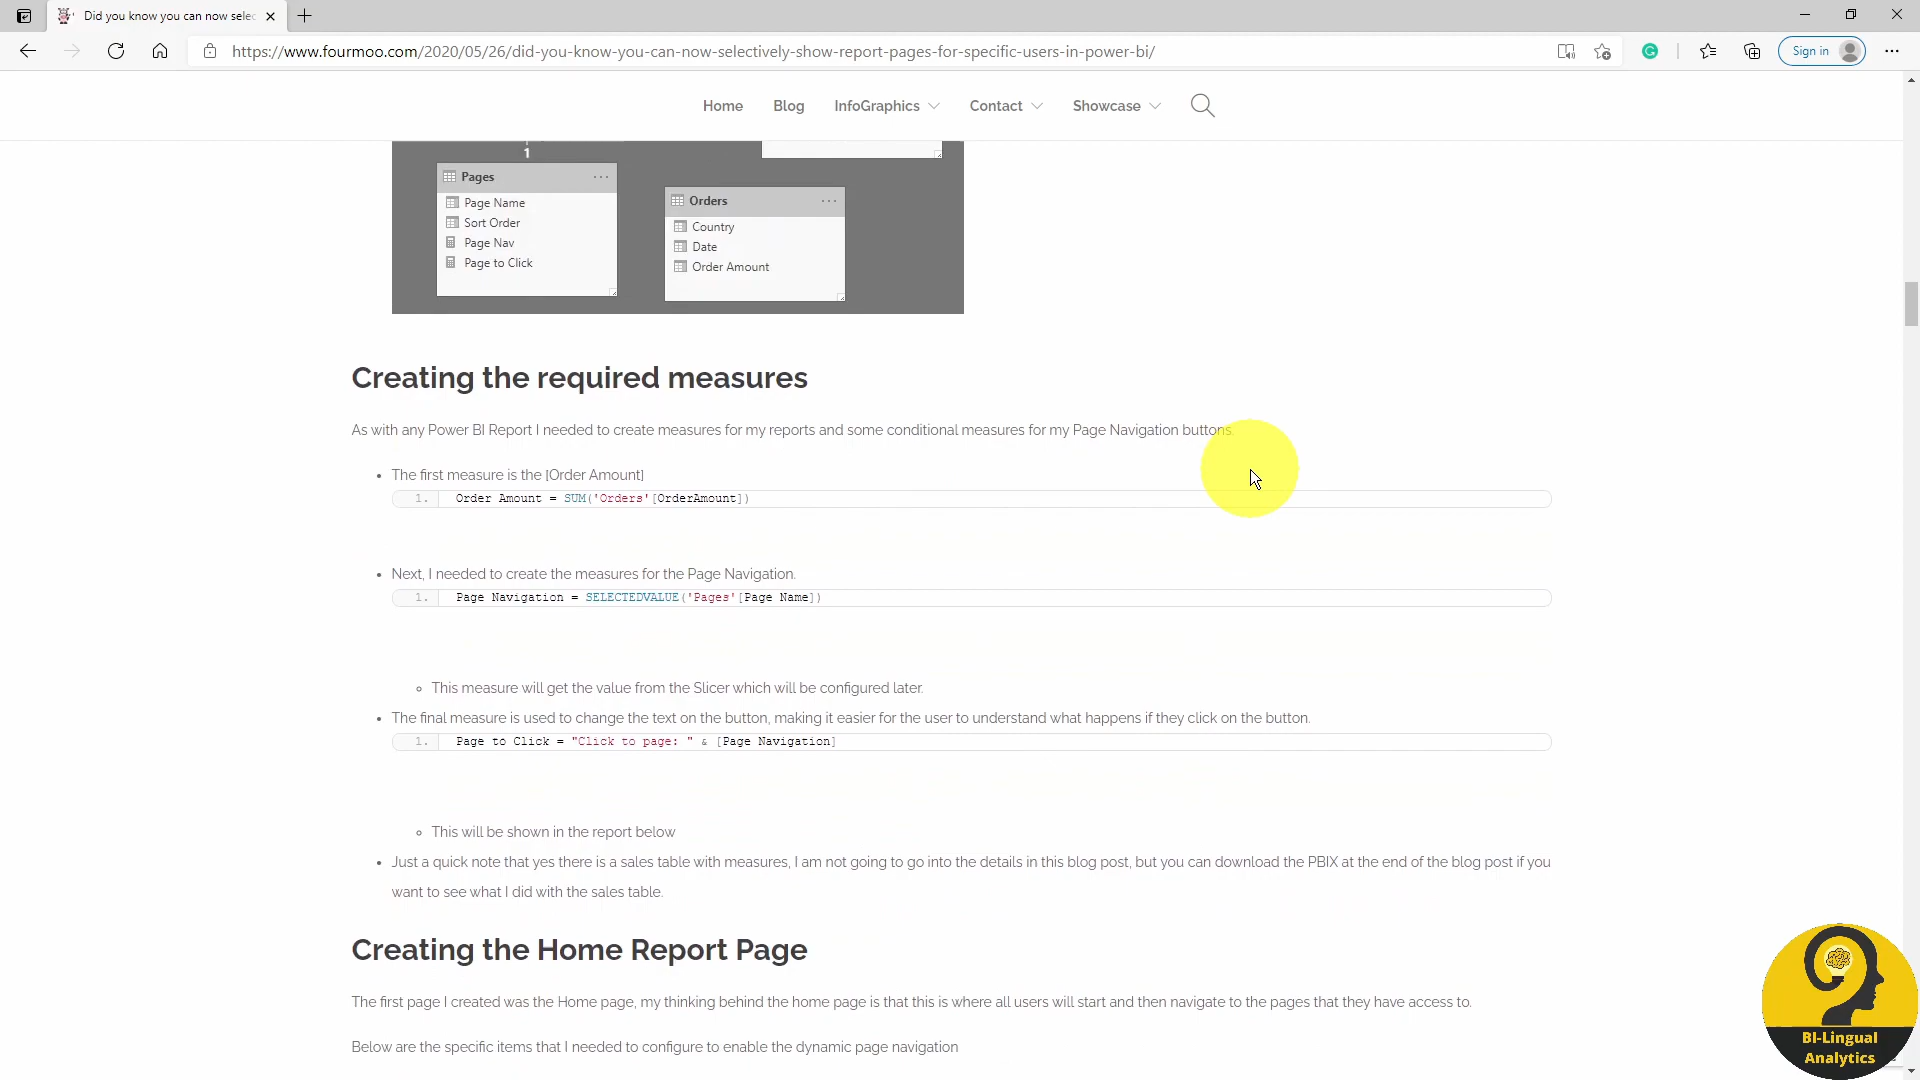 Did you know you can now selec
https://www.fourmoo.com/2020/05/26/did-you-know-you-can-now-selectively-show-report-pages-for-specific-users-in-power-bi/
Sign in
Home Blog InfoGraphics Contact Showcase
1
Pages
Page Name
Sort Order
Page Nav
Page to Click
Orders
Country
Date
Order Amount
Creating the required measures
As with any Power BI Report I needed to create measures for my reports and some conditional measures for my Page Navigation buttons.
• The first measure is the [Order Amount]
1. Order Amount = SUM('Orders'[OrderAmount])
• Next, I needed to create the measures for the Page Navigation.
1. Page Navigation = SELECTEDVALUE('Pages'[Page Name])
◦ This measure will get the value from the Slicer which will be configured later.
• The final measure is used to change the text on the button, making it easier for the user to understand what happens if they click on the button.
1. Page to Click = "Click to page: " & [Page Navigation]
◦ This will be shown in the report below
• Just a quick note that yes there is a sales table with measures, I am not going to go into the details in this blog post, but you can download the PBIX at the end of the blog post if you
want to see what I did with the sales table.
Creating the Home Report Page
The first page I created was the Home page, my thinking behind the home page is that this is where all users will start and then navigate to the pages that they have access to.
Below are the specific items that I needed to configure to enable the dynamic page navigation
BI-Lingual
Analytics